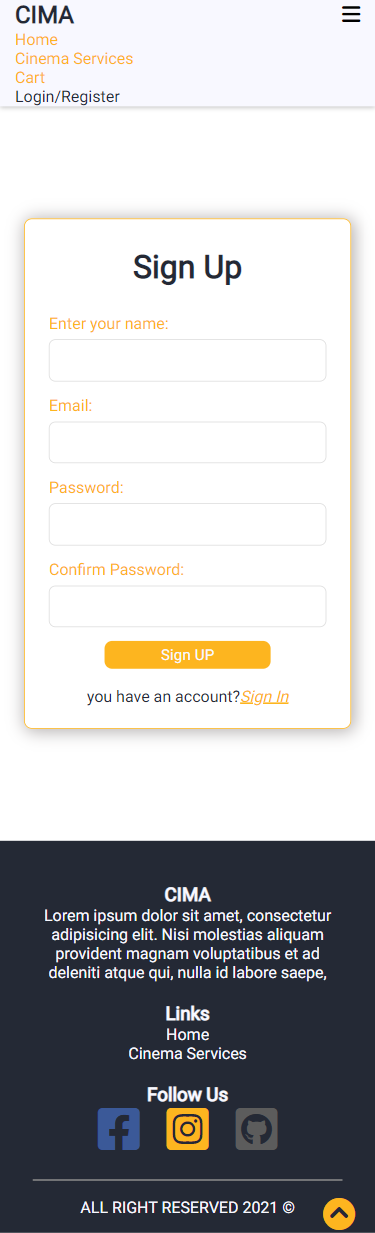 CIMA
Home
Cinema Services
Cart
Login/Register
Sign Up
Enter your name:
Email:
Password:
Confirm Password:
Sign UP
you have an account?Sign In
CIMA
Lorem ipsum dolor sit amet, consectetur
adipisicing elit. Nisi molestias aliquam
provident magnam voluptatibus et ad
deleniti atque qui, nulla id labore saepe,
Links
Home
Cinema Services
Follow Us
ALL RIGHT RESERVED 2021 ©